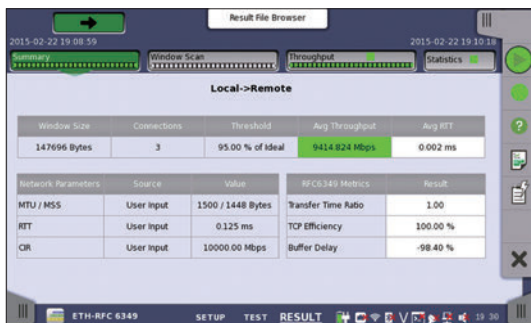 Result File Browser
2015-02-22 19:08:59
2015-02-22 19:10:18
Summary
Window Scan
Throughput
Statistics
Local->Remote
Window Size Connections Threshold Avg Throughput Avg RTT
147696 Bytes 3 95.00 % of Ideal 9414.824 Mbps 0.002 ms
Network Parameters Source Value
MTU / MSS User Input 1500 / 1448 Bytes
RTT User Input 0.125 ms
CIR User Input 10000.00 Mbps
RFC6349 Metrics Result
Transfer Time Ratio 1.00
TCP Efficiency 100.00 %
Buffer Delay -98.40 %
ETH-RFC 6349
SETUP TEST RESULT
19 30